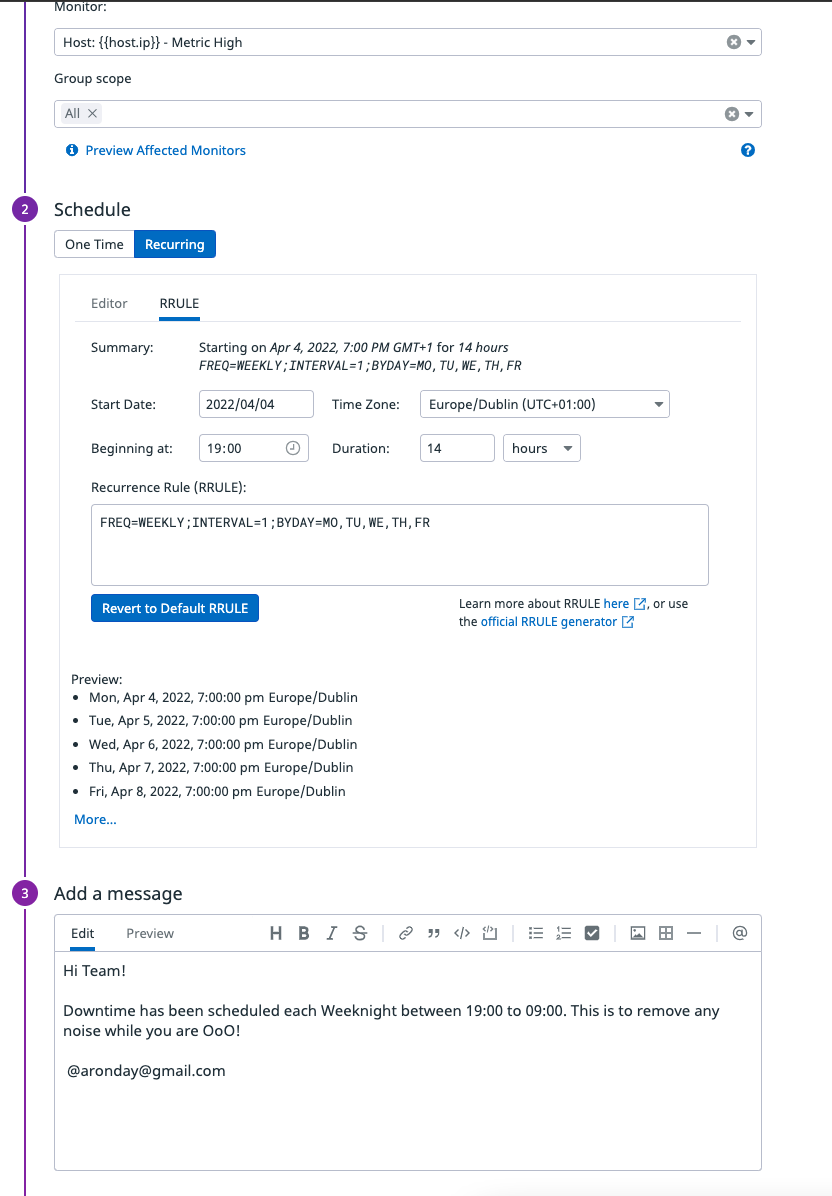 Monitor:
Host: {{host.ip}} - Metric High
Group scope
All
Preview Affected Monitors
2 Schedule
One Time Recurring
Editor RRULE
Summary: Starting on Apr 4, 2022, 7:00 PM GMT+1 for 14 hours
FREQ=WEEKLY;INTERVAL=1;BYDAY=MO,TU,WE,TH,FR
Start Date: 2022/04/04 Time Zone: Europe/Dublin (UTC+01:00)
Beginning at: 19:00 Duration: 14 hours
Recurrence Rule (RRULE):
FREQ=WEEKLY;INTERVAL=1;BYDAY=MO,TU,WE,TH,FR
Revert to Default RRULE
Learn more about RRULE here, or use
the official RRULE generator
Preview:
Mon, Apr 4, 2022, 7:00:00 pm Europe/Dublin
Tue, Apr 5, 2022, 7:00:00 pm Europe/Dublin
Wed, Apr 6, 2022, 7:00:00 pm Europe/Dublin
Thu, Apr 7, 2022, 7:00:00 pm Europe/Dublin
Fri, Apr 8, 2022, 7:00:00 pm Europe/Dublin
More...
3 Add a message
Edit Preview
Hi Team!
Downtime has been scheduled each Weeknight between 19:00 to 09:00. This is to remove any
noise while you are OoO!
@aronday@gmail.com